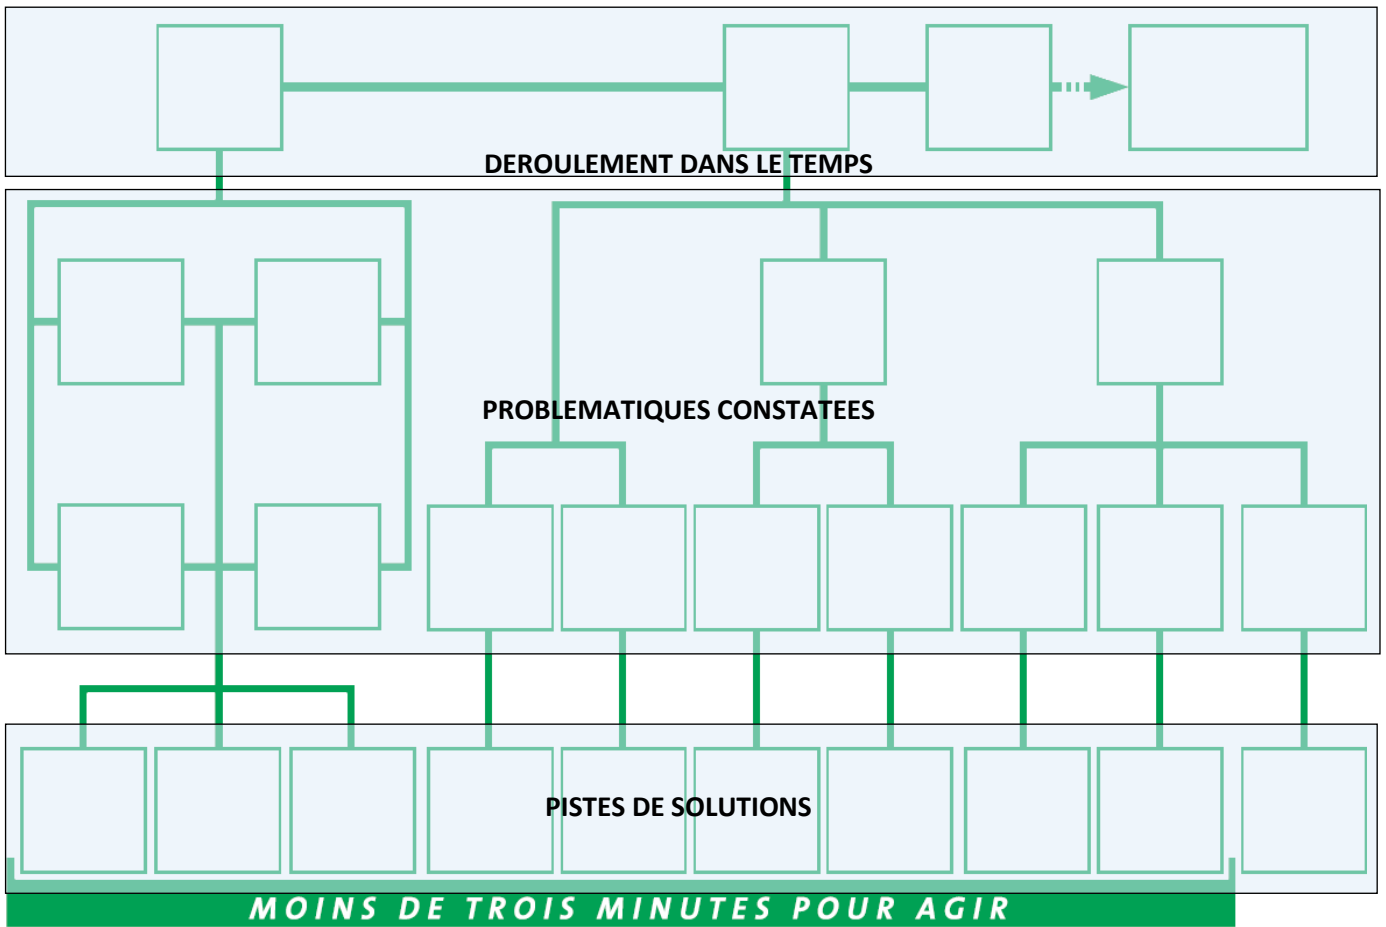 DEROULEMENT DANS LE TEMPS
PROBLEMATIQUES CONSTATEES
PISTES DE SOLUTIONS
MOINS DE TROIS MINUTES POUR AGIR